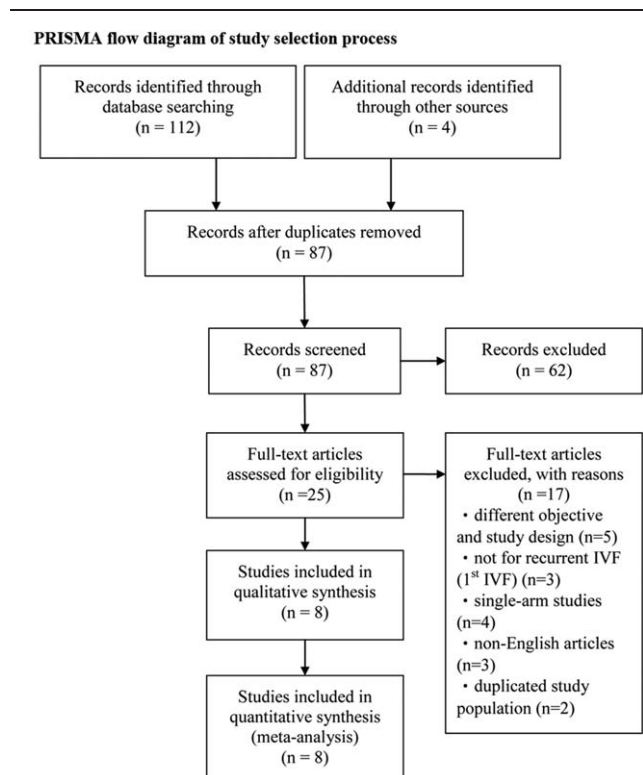 PRISMA flow diagram of study selection process
Records identified through
database searching
(n = 112)
Additional records identified
through other sources
(n = 4)
Records after duplicates removed
(n = 87)
Records screened
(n = 87)
Records excluded
(n = 62)
Full-text articles
assessed for eligibility
(n =25)
Full-text articles
excluded, with reasons
(n =17)
・different objective
and study design (n=5)
・not for recurrent IVF
(1st IVF) (n=3)
・single-arm studies
(n=4)
・non-English articles
(n=3)
・duplicated study
population (n=2)
Studies included in
qualitative synthesis
(n = 8)
Studies included in
quantitative synthesis
(meta-analysis)
(n = 8)